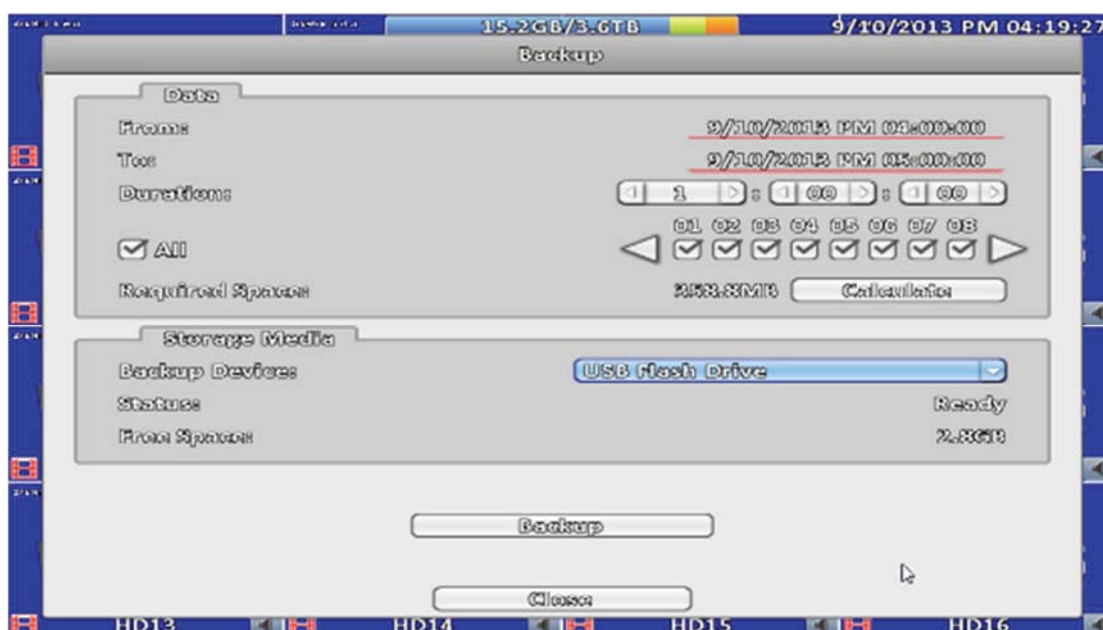 15.2GB/3.6TB 9/10/2013 PM 04:19:27
Backup
Data
From: 9/10/2013 PM 04:00:00
To: 9/10/2013 PM 05:00:00
Duration: 1 : 00 : 00
01 02 03 04 05 06 07 08
All
Required Space: Calculate
Storage Media
Backup Device: USB Flash Drive
Status: Ready
Free Space: 2.8GB
Backup
Close
HD13 HD14 HD15 HD16